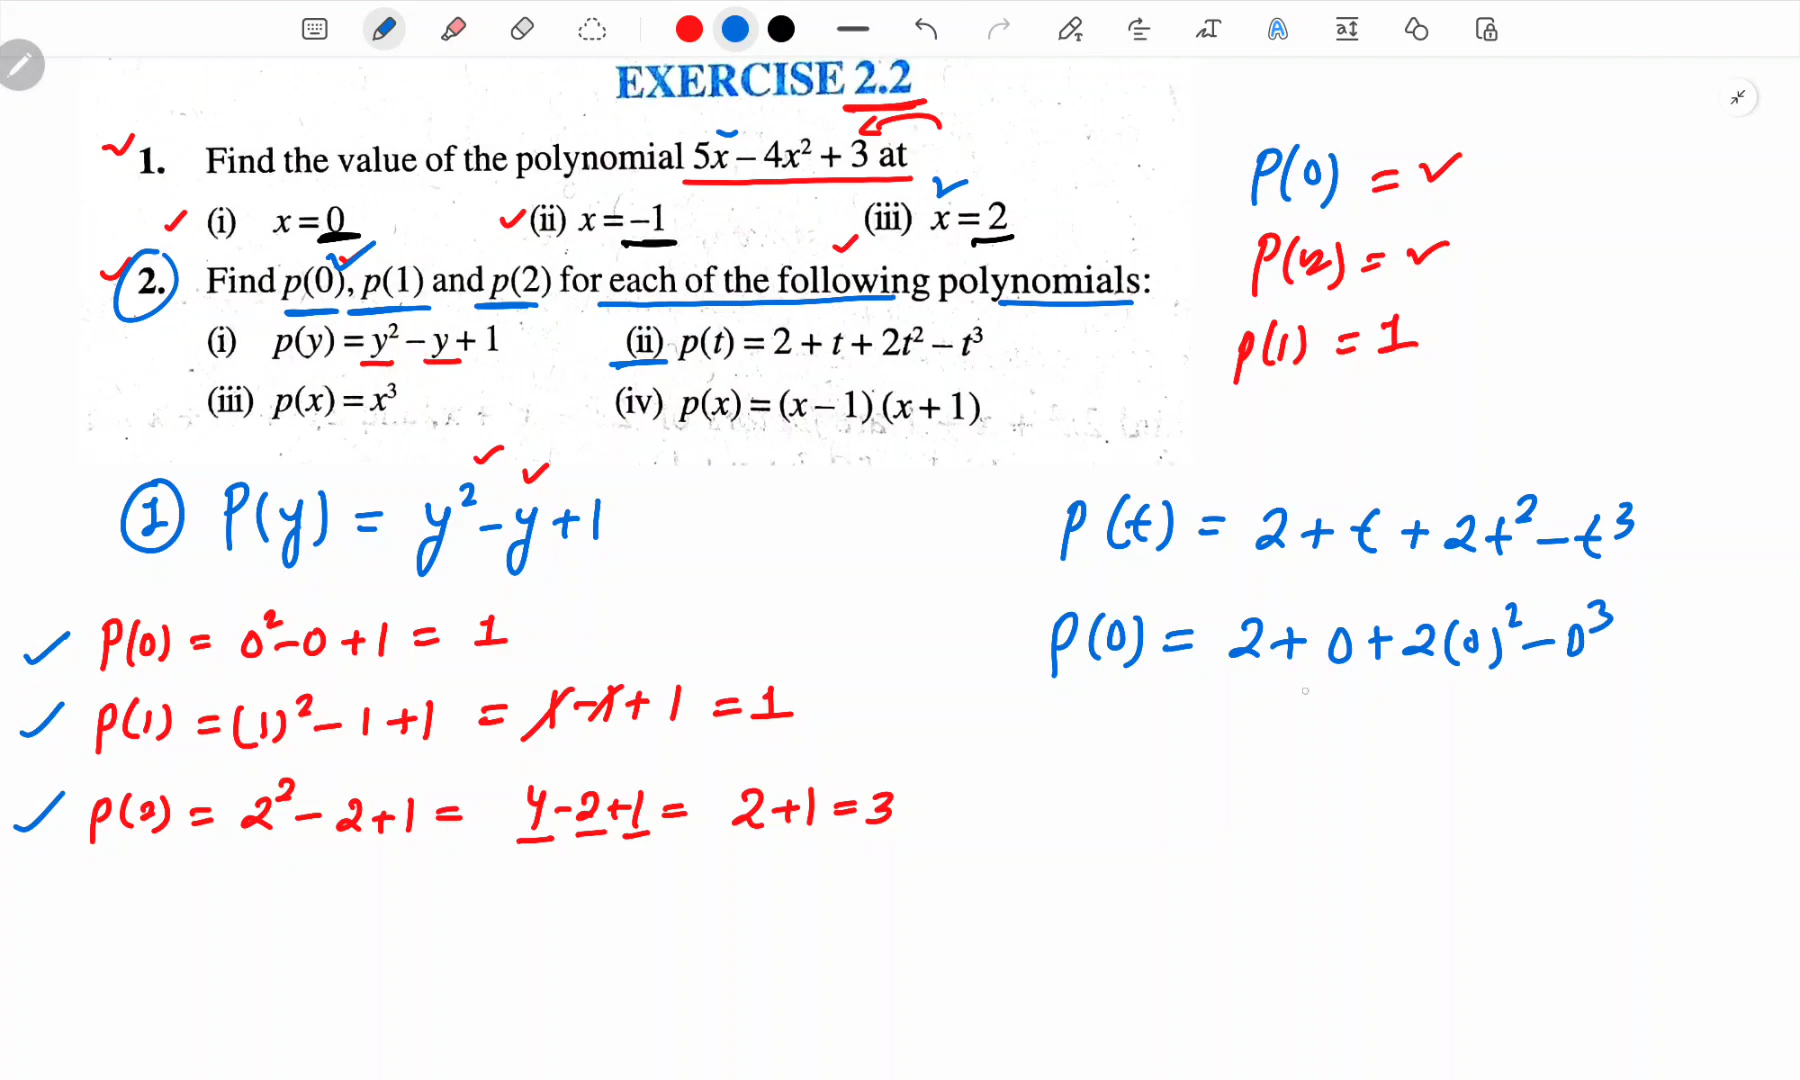 EXERCISE 2.2
1. Find the value of the polynomial 5x – 4x² + 3 at
(i) x = 0 (ii) x = –1 (iii) x = 2
2. Find p(0), p(1) and p(2) for each of the following polynomials:
(i) p(y) = y² – y + 1 (ii) p(t) = 2 + t + 2t² – t³
(iii) p(x) = x³ (iv) p(x) = (x – 1) (x + 1)
P(0) = ✓
P(2) = ✓
p(1) = 1
① P(y) = y² - y + 1
P(0) = 0² - 0 + 1 = 1
P(1) = (1)² - 1 + 1 = 1 - 1 + 1 = 1
P(2) = 2² - 2 + 1 = 4 - 2 + 1 = 2 + 1 = 3
P(t) = 2 + t + 2t² - t³
P(0) = 2 + 0 + 2(0)² - 0³